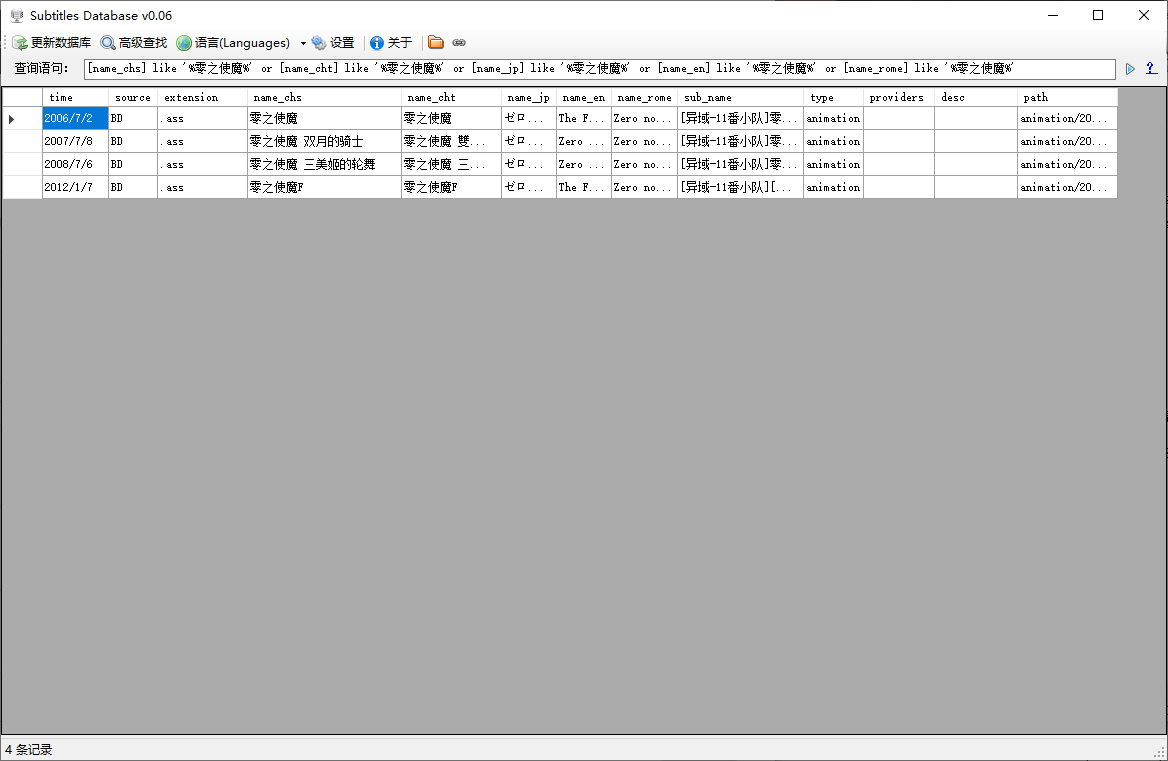 Subtitles Database v0.06
更新数据库 高级查找 语言(Languages) 设置 关于
查询语句: [name_chs] like '%零之使魔%' or [name_cht] like '%零之使魔%' or [name_jp] like '%零之使魔%' or [name_en] like '%零之使魔%' or [name_rome] like '%零之使魔%' ?
time source extension name_chs name_cht name_jp name_en name_rome sub_name type providers desc path
2006/7/2 BD .ass 零之使魔 零之使魔 ゼロ... The F... Zero no... [异域-11番小队]零... animation animation/20...
2007/7/8 BD .ass 零之使魔 双月的骑士 零之使魔 雙... ゼロ... Zero ... Zero no... [异域-11番小队]零... animation animation/20...
2008/7/6 BD .ass 零之使魔 三美姬的轮舞 零之使魔 三... ゼロ... Zero ... Zero no... [异域-11番小队]零... animation animation/20...
2012/1/7 BD .ass 零之使魔F 零之使魔F ゼロ... The F... Zero no... [异域-11番小队][... animation animation/20...
4 条记录